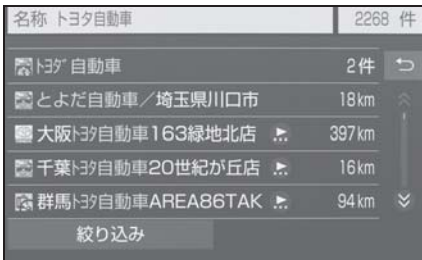 名称 トヨタ自動車 2268 件
トヨダ自動車 2件
とよだ自動車／埼玉県川口市 18km
大阪トヨタ自動車163緑地北店 397km
千葉トヨタ自動車20世紀が丘店 16km
群馬トヨタ自動車AREA86TAK 94km
絞り込み